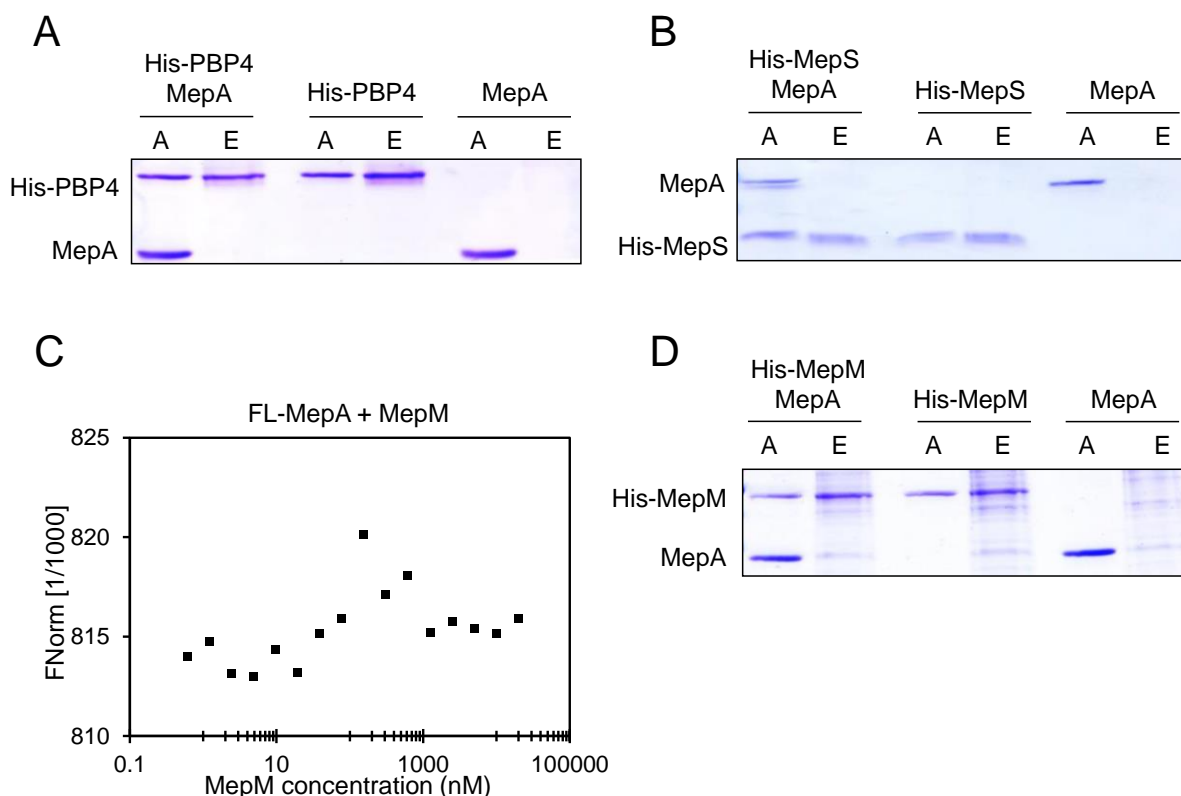 A
His-PBP4
MepA
His-PBP4
MepA
A E A E A E
His-PBP4
MepA
B
His-MepS
MepA
His-MepS
MepA
A E A E A E
MepA
His-MepS
C
FL-MepA + MepM
825
820
815
810
FNorm [1/1000]
0.1 10 1000 100000
MepM concentration (nM)
D
His-MepM
MepA
His-MepM
MepA
A E A E A E
His-MepM
MepA